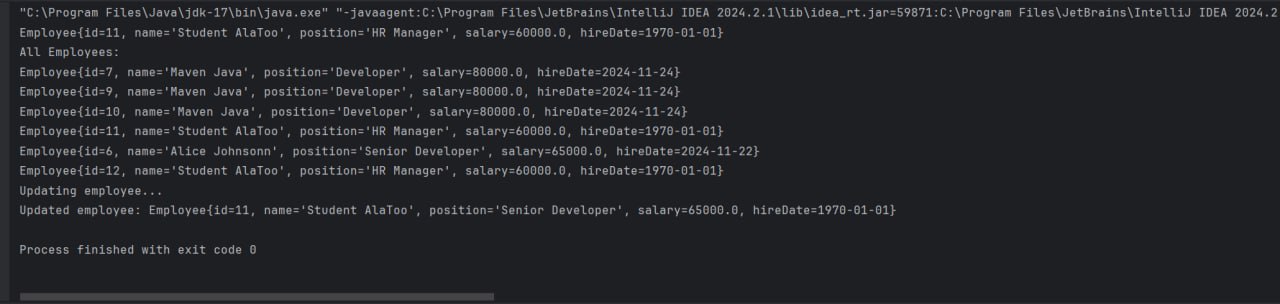 "C:\Program Files\Java\jdk-17\bin\java.exe" "-javaagent:C:\Program Files\JetBrains\IntelliJ IDEA 2024.2.1\lib\idea_rt.jar=59871:C:\Program Files\JetBrains\IntelliJ IDEA 2024.2
Employee{id=11, name='Student AlaToo', position='HR Manager', salary=60000.0, hireDate=1970-01-01}
All Employees:
Employee{id=7, name='Maven Java', position='Developer', salary=80000.0, hireDate=2024-11-24}
Employee{id=9, name='Maven Java', position='Developer', salary=80000.0, hireDate=2024-11-24}
Employee{id=10, name='Maven Java', position='Developer', salary=80000.0, hireDate=2024-11-24}
Employee{id=11, name='Student AlaToo', position='HR Manager', salary=60000.0, hireDate=1970-01-01}
Employee{id=6, name='Alice Johnsonn', position='Senior Developer', salary=65000.0, hireDate=2024-11-22}
Employee{id=12, name='Student AlaToo', position='HR Manager', salary=60000.0, hireDate=1970-01-01}
Updating employee...
Updated employee: Employee{id=11, name='Student AlaToo', position='Senior Developer', salary=65000.0, hireDate=1970-01-01}
Process finished with exit code 0